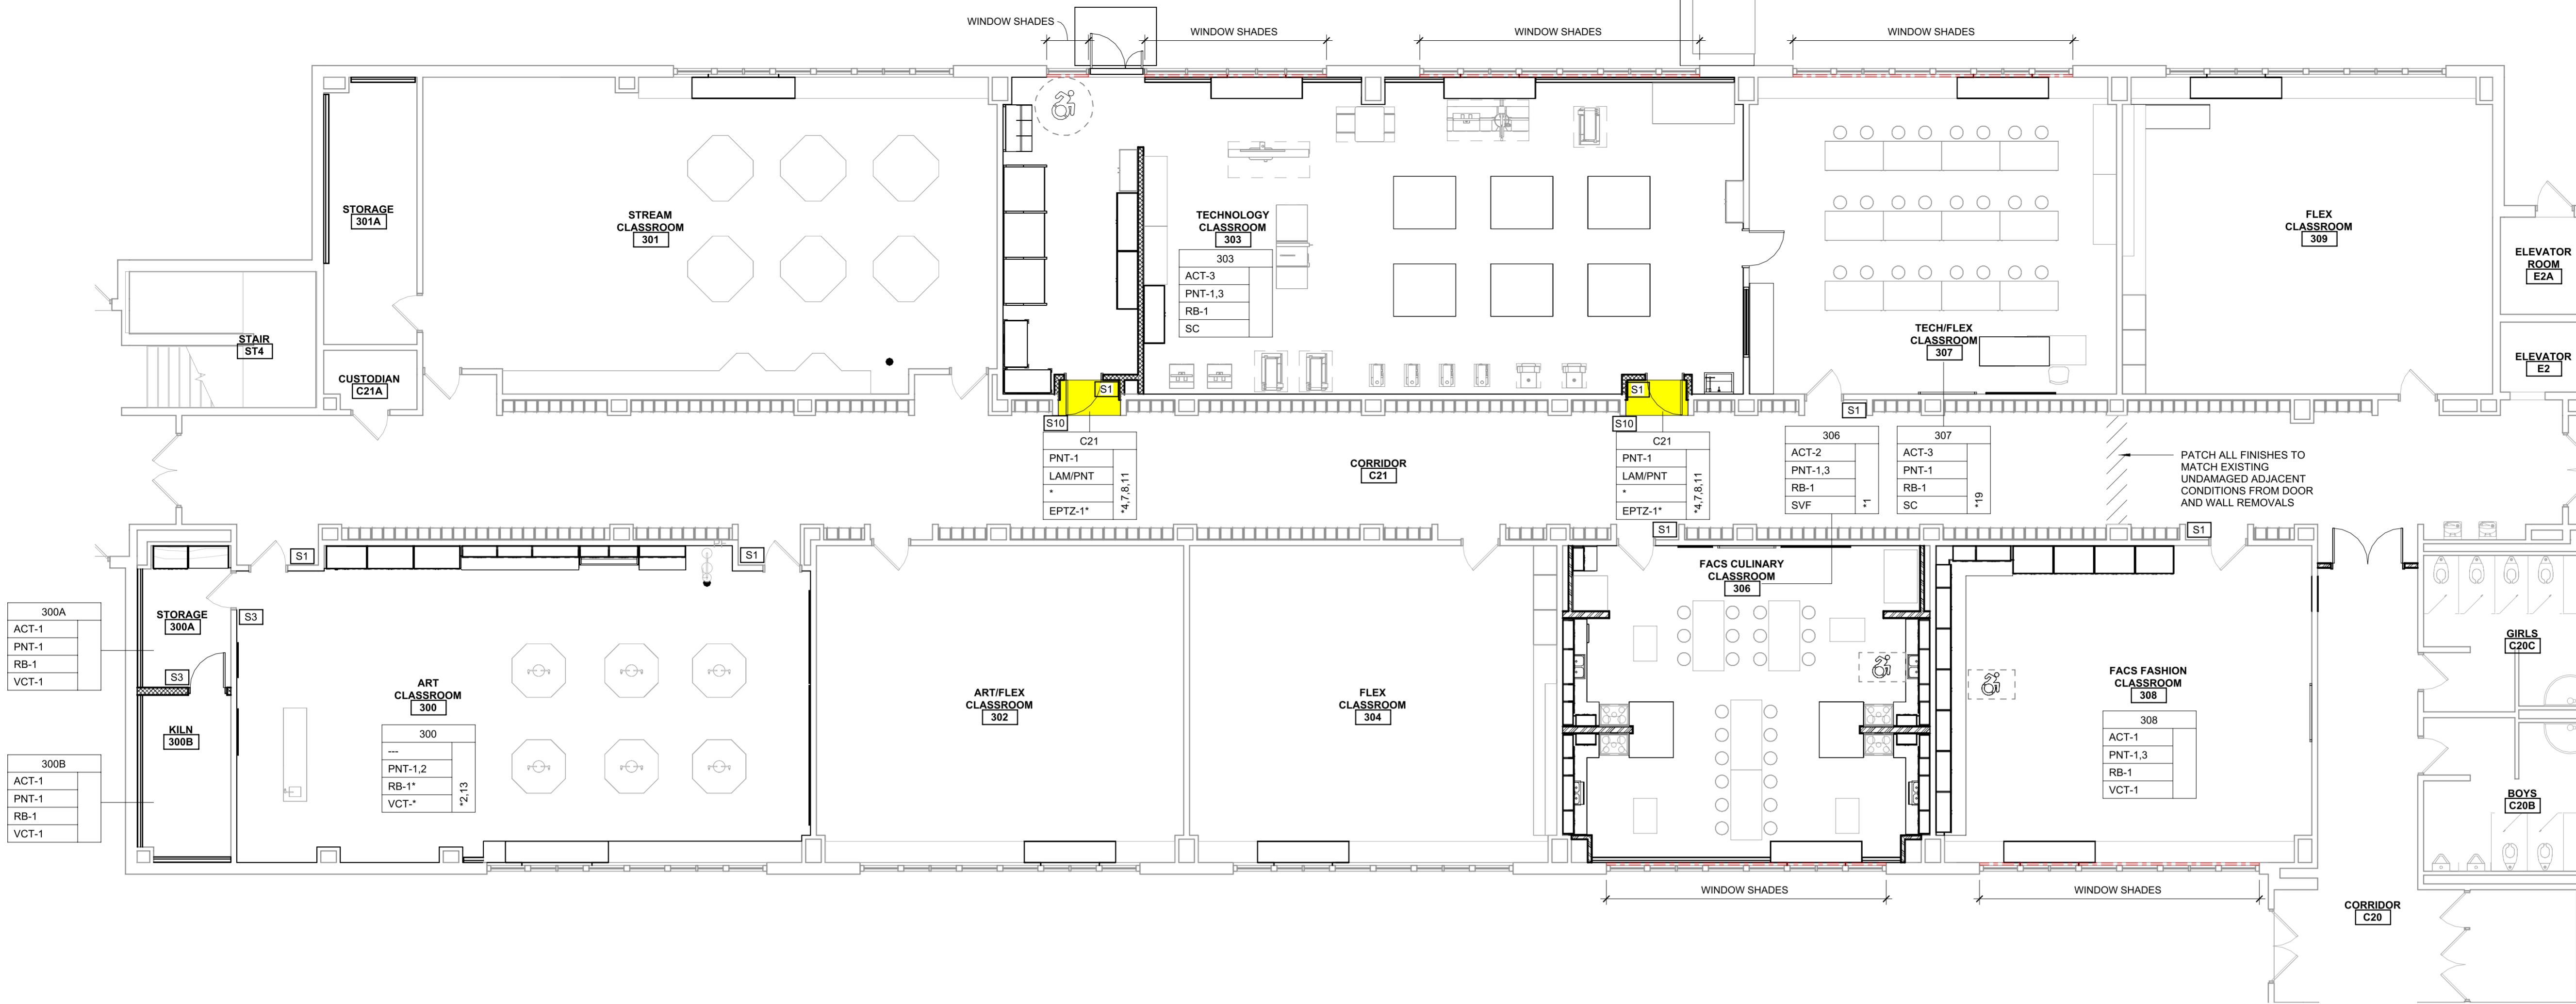 WINDOW SHADES
WINDOW SHADES
WINDOW SHADES
WINDOW SHADES
STORAGE
301A
STREAM
CLASSROOM
301
TECHNOLOGY
CLASSROOM
303
303
ACT-3
PNT-1,3
RB-1
SC
FLEX
CLASSROOM
309
ELEVATOR
ROOM
E2A
STAIR
ST4
CUSTODIAN
C21A
TECH/FLEX
CLASSROOM
307
ELEVATOR
E2
S1
S1
S1
S10
S10
C21
PNT-1
LAM/PNT
*
EPTZ-1*
*4,7,8,11
CORRIDOR
C21
C21
PNT-1
LAM/PNT
*
EPTZ-1*
*4,7,8,11
306
ACT-2
PNT-1,3
RB-1
SVF
*1
307
ACT-3
PNT-1
RB-1
SC
*19
PATCH ALL FINISHES TO
MATCH EXISTING
UNDAMAGED ADJACENT
CONDITIONS FROM DOOR
AND WALL REMOVALS
S1
S1
S1
S1
300A
ACT-1
PNT-1
RB-1
VCT-1
STORAGE
300A
S3
S3
KILN
300B
300B
ACT-1
PNT-1
RB-1
VCT-1
ART
CLASSROOM
300
300
---
PNT-1,2
RB-1*
VCT-*
*2,13
ART/FLEX
CLASSROOM
302
FLEX
CLASSROOM
304
FACS CULINARY
CLASSROOM
306
FACS FASHION
CLASSROOM
308
308
ACT-1
PNT-1,3
RB-1
VCT-1
GIRLS
C20C
BOYS
C20B
WINDOW SHADES
WINDOW SHADES
CORRIDOR
C20